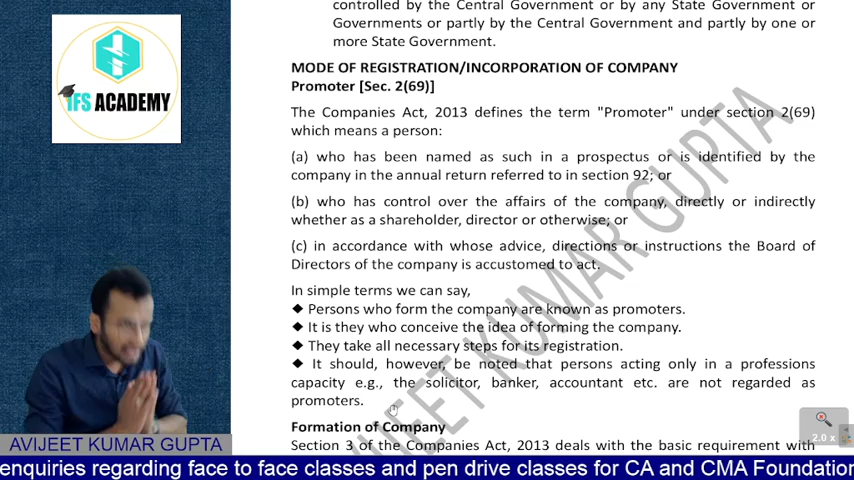 controlled by the Central Government or by any State Government or
Governments or partly by the Central Government and partly by one or
more State Government.
MODE OF REGISTRATION/INCORPORATION OF COMPANY
Promoter [Sec. 2(69)]
The Companies Act, 2013 defines the term "Promoter" under section 2(69)
which means a person:
(a) who has been named as such in a prospectus or is identified by the
company in the annual return referred to in section 92; or
(b) who has control over the affairs of the company, directly or indirectly
whether as a shareholder, director or otherwise; or
(c) in accordance with whose advice, directions or instructions the Board of
Directors of the company is accustomed to act.
In simple terms we can say,
◆ Persons who form the company are known as promoters.
◆ It is they who conceive the idea of forming the company.
◆ They take all necessary steps for its registration.
◆ It should, however, be noted that persons acting only in a professions
capacity e.g., the solicitor, banker, accountant etc. are not regarded as
promoters.
Formation of Company
Section 3 of the Companies Act, 2013 deals with the basic requirement with
IFS ACADEMY
AVIJEET KUMAR GUPTA
2.0 x
enquiries regarding face to face classes and pen drive classes for CA and CMA Foundation